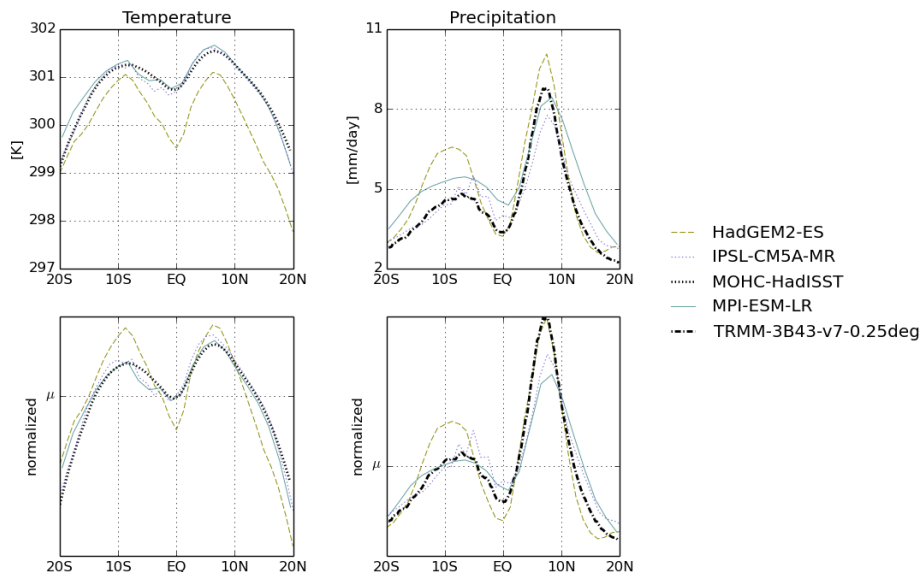 Temperature
Precipitation
302
301
300
299
298
297
[K]
20S 10S EQ 10N 20N
11
8
5
2
[mm/day]
20S 10S EQ 10N 20N
HadGEM2-ES
IPSL-CM5A-MR
MOHC-HadISST
MPI-ESM-LR
TRMM-3B43-v7-0.25deg
μ
normalized
20S 10S EQ 10N 20N
μ
normalized
20S 10S EQ 10N 20N